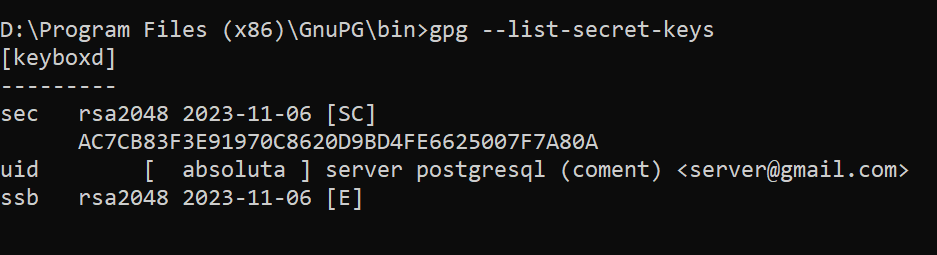 D:\Program Files (x86)\GnuPG\bin>gpg --list-secret-keys
[keyboxd]
---------
sec   rsa2048 2023-11-06 [SC]
      AC7CB83F3E91970C8620D9BD4FE6625007F7A80A
uid        [  absoluta ] server postgresql (coment) <server@gmail.com>
ssb   rsa2048 2023-11-06 [E]